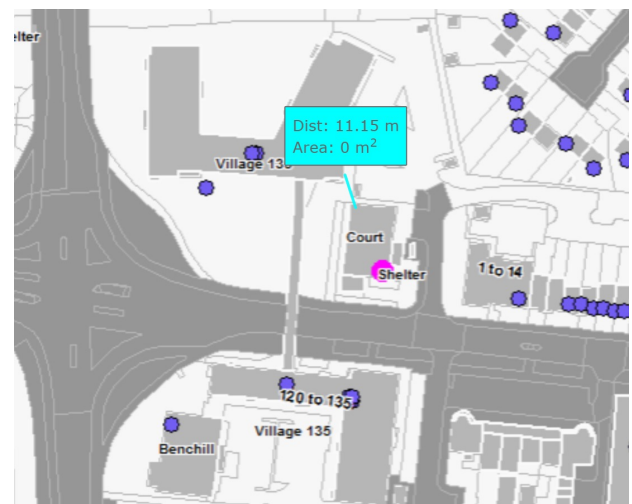 elter
Dist: 11.15 m
Area: 0 m²
Village 13
Court
Shelter
1 to 14
120 to 135
Village 135
Benchill